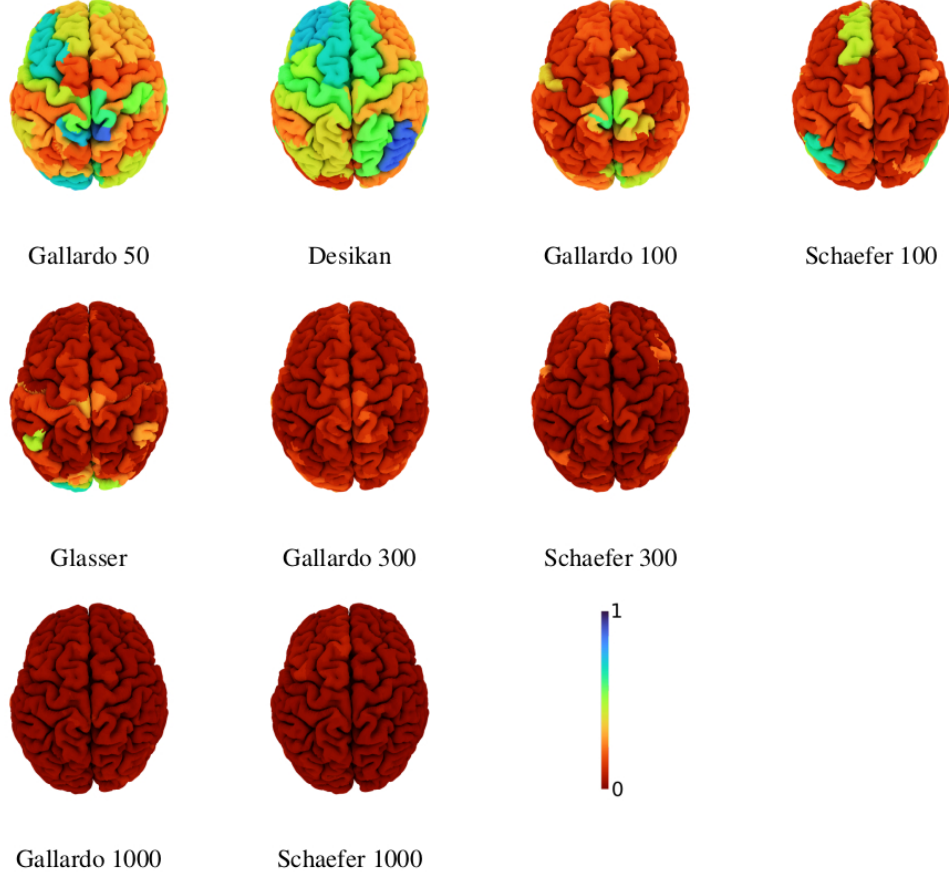 Gallardo 50
Desikan
Gallardo 100
Schaefer 100
Glasser
Gallardo 300
Schaefer 300
1
0
Gallardo 1000
Schaefer 1000